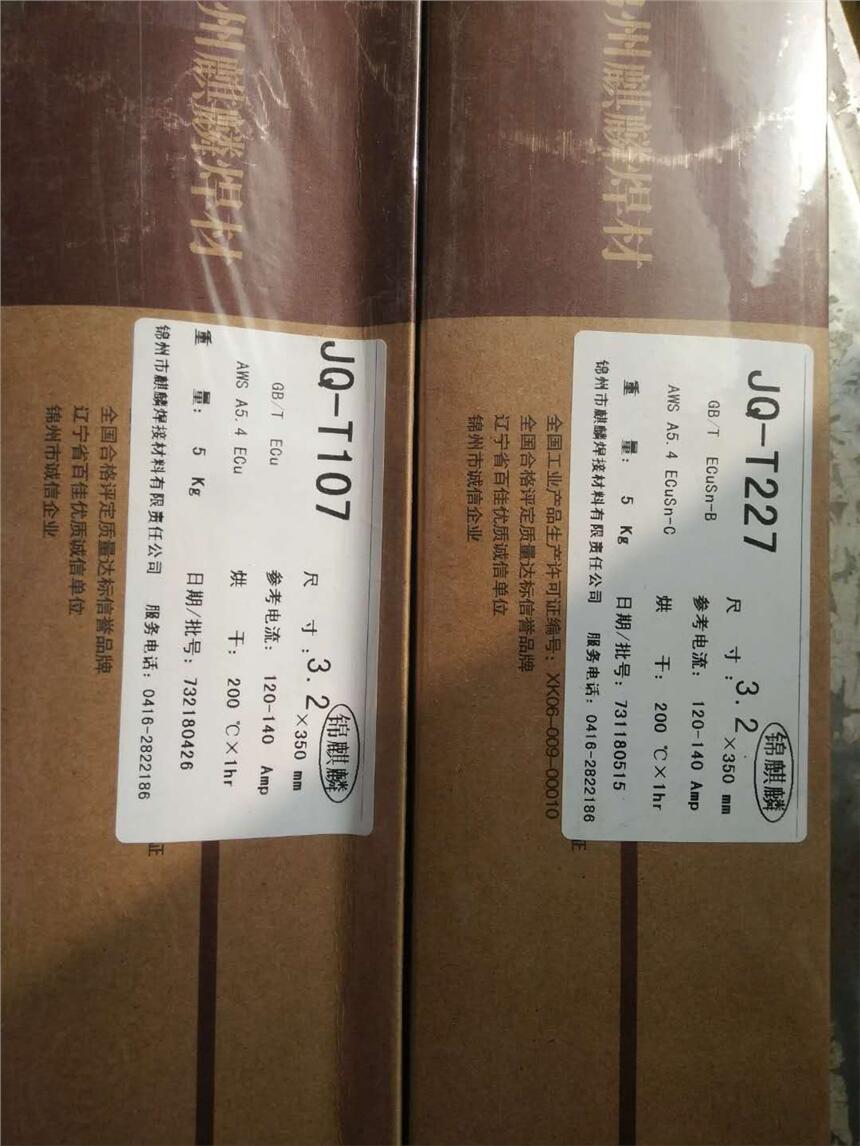 州麒麟焊材
JQ-T107
GB/T ECu
AWS A5.4 ECu
重 量: 5 Kg
尺 寸: 3.2×350 mm
参考电流: 120-140 Amp
烘 干: 200 ℃×1hr
日期/批号: 732180426
锦州市麒麟焊接材料有限责任公司 服务电话: 0416-2822186
锦麒麟
证
全国合格评定质量达标信誉品牌
辽宁省百佳优质诚信单位
锦州市诚信企业
州麒麟焊材
JQ-T227
GB/T ECuSn-B
AWS A5.4 ECuSn-C
重 量: 5 Kg
尺 寸: 3.2×350 mm
参考电流: 120-140 Amp
烘 干: 200 ℃×1hr
日期/批号: 731180515
锦州市麒麟焊接材料有限责任公司 服务电话: 0416-2822186
锦麒麟
证
全国工业产品生产许可证编号: XK06-009-00010
全国合格评定质量达标信誉品牌
辽宁省百佳优质诚信单位
锦州市诚信企业